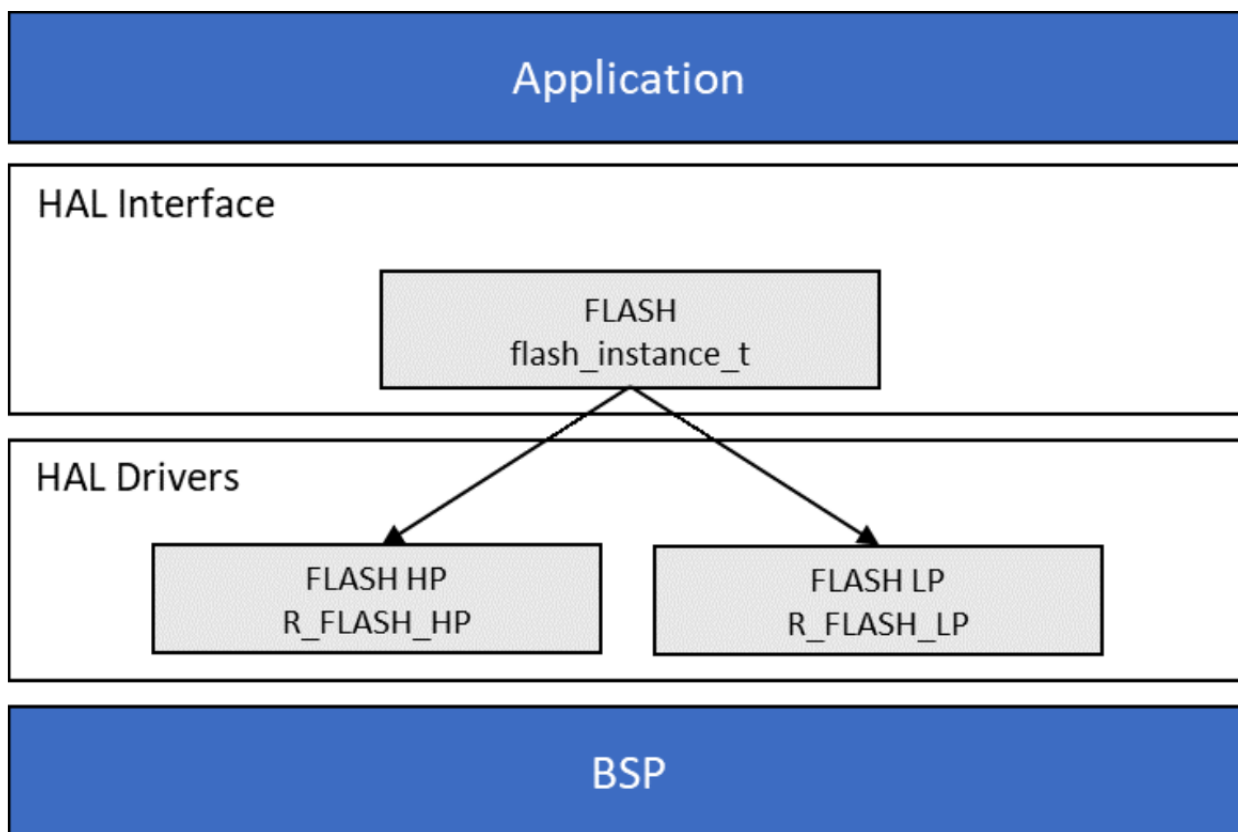 Application
HAL Interface
FLASH
flash_instance_t
HAL Drivers
FLASH HP
R_FLASH_HP
FLASH LP
R_FLASH_LP
BSP